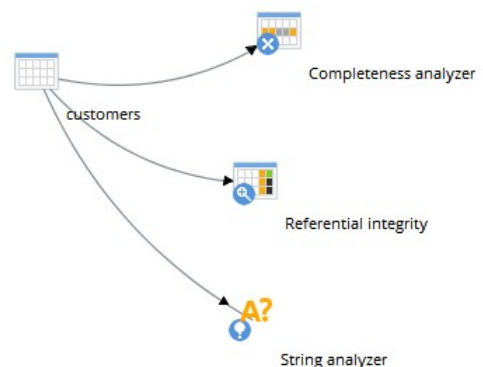 Completeness analyzer
customers
Referential integrity
A?
String analyzer